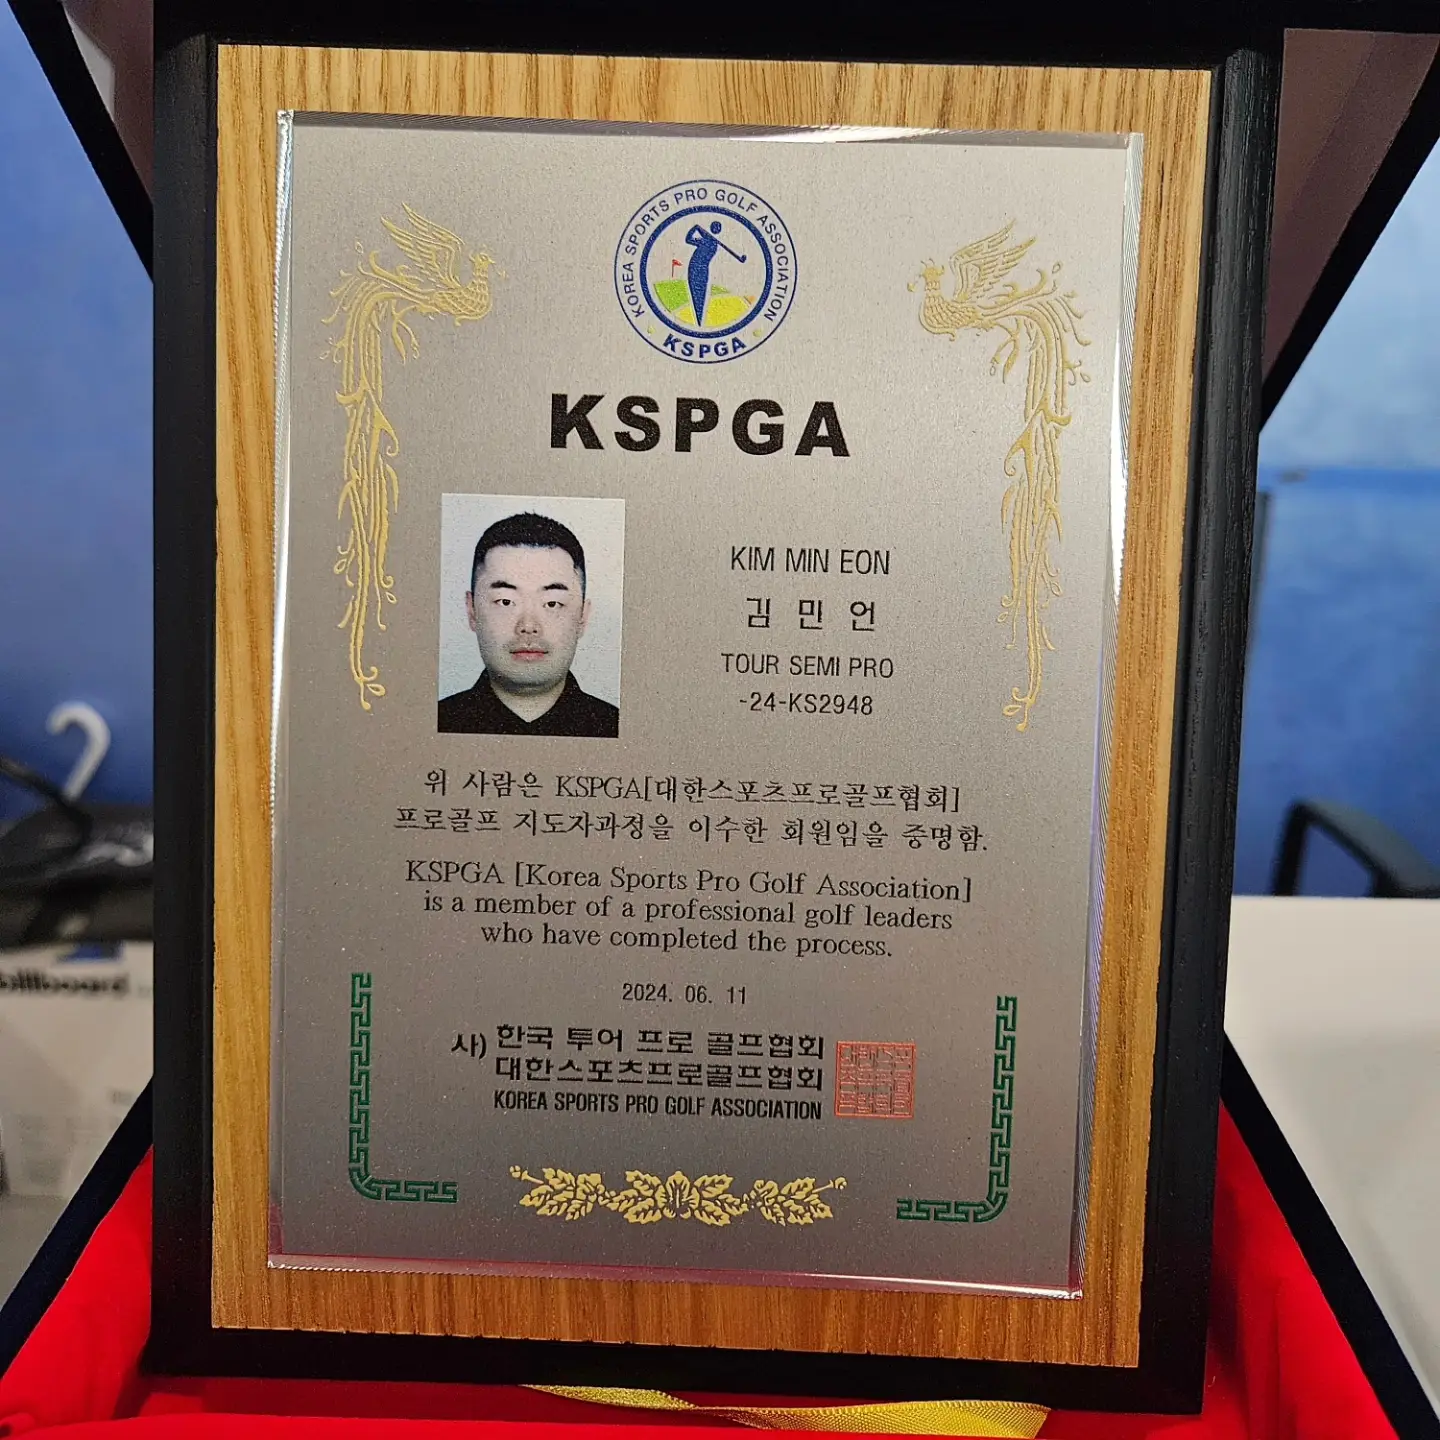 KOREA SPORTS PRO GOLF ASSOCIATION
KSPGA
KSPGA
KIM MIN EON
김 민 언
TOUR SEMI PRO
-24-KS2948
위 사람은 KSPGA[대한스포츠프로골프협회]
프로골프 지도자과정을 이수한 회원임을 증명함.
KSPGA [Korea Sports Pro Golf Association]
is a member of a professional golf leaders
who have completed the process.
2024. 06. 11
사) 한국 투어 프로 골프협회
대한스포츠프로골프협회
KOREA SPORTS PRO GOLF ASSOCIATION